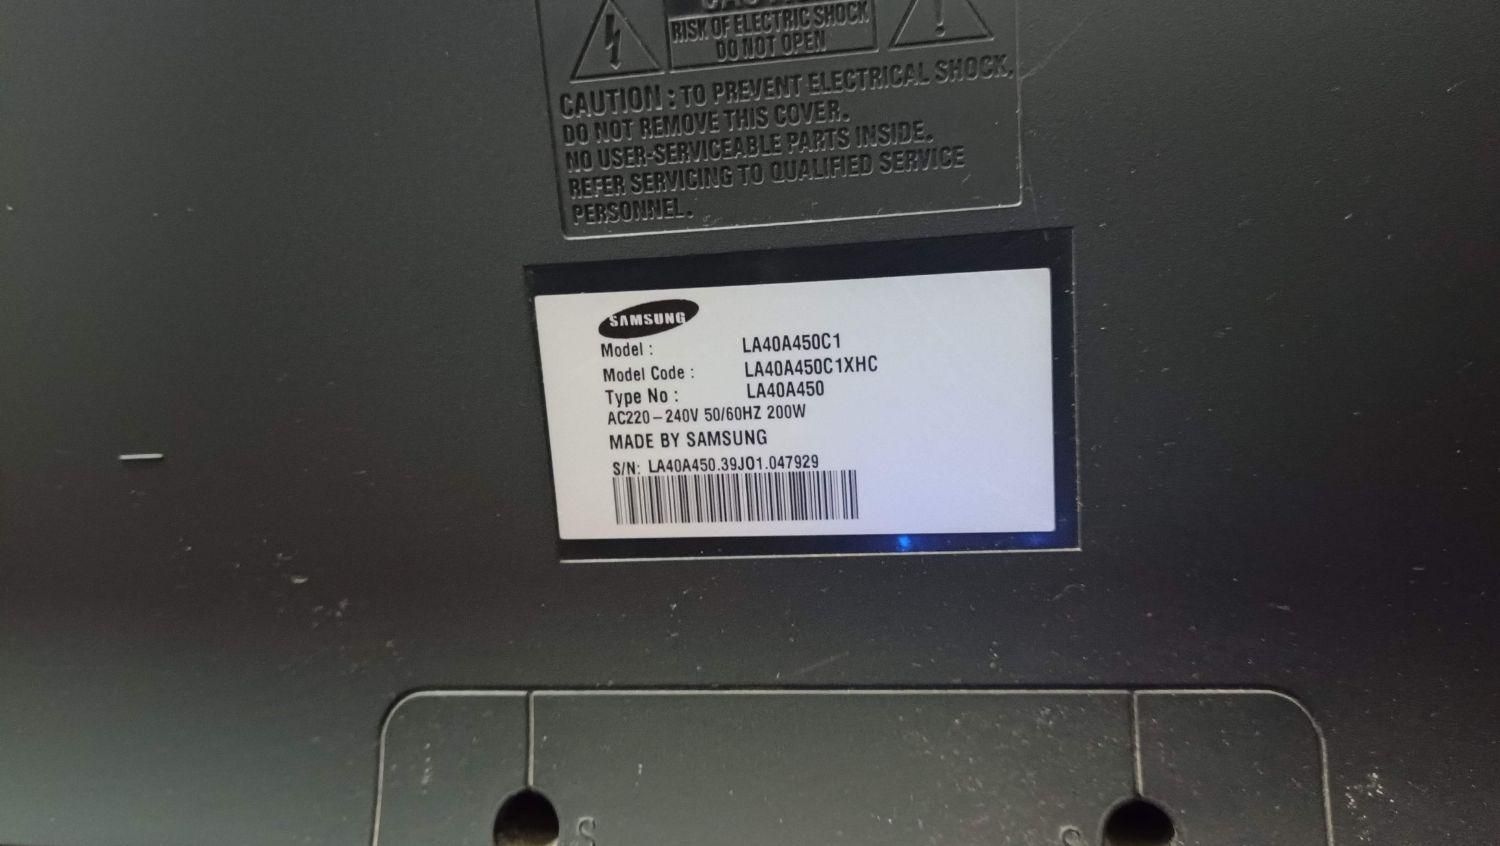 RISK OF ELECTRIC SHOCK
DO NOT OPEN
CAUTION : TO PREVENT ELECTRICAL SHOCK,
DO NOT REMOVE THIS COVER.
NO USER-SERVICEABLE PARTS INSIDE.
REFER SERVICING TO QUALIFIED SERVICE
PERSONNEL.
SAMSUNG
Model : LA40A450C1
Model Code : LA40A450C1XHC
Type No : LA40A450
AC220-240V 50/60HZ 200W
MADE BY SAMSUNG
S/N: LA40A450.39JO1.047929
S S